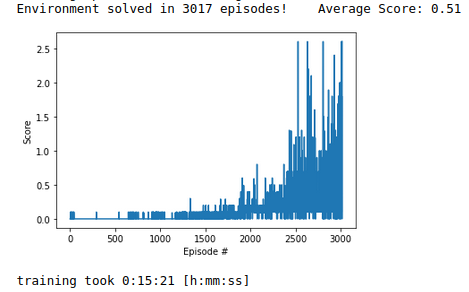 Environment solved in 3017 episodes! Average Score: 0.51
2.5
2.0
1.5
1.0
0.5
0.0
Score
0 500 1000 1500 2000 2500 3000
Episode #
training took 0:15:21 [h:mm:ss]